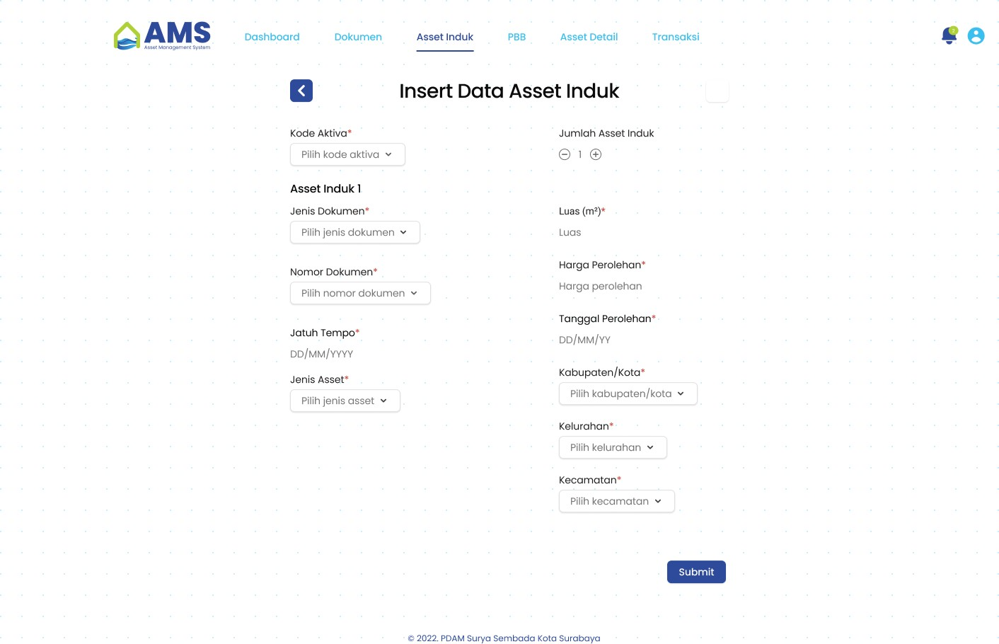 AMS
Asset Management System
Dashboard
Dokumen
Asset Induk
PBB
Asset Detail
Transaksi
2
Insert Data Asset Induk
Kode Aktiva*
Pilih kode aktiva
Jumlah Asset Induk
1
Asset Induk 1
Jenis Dokumen*
Pilih jenis dokumen
Nomor Dokumen*
Pilih nomor dokumen
Jatuh Tempo*
DD/MM/YYYY
Jenis Asset*
Pilih jenis asset
Luas (m²)*
Luas
Harga Perolehan*
Harga perolehan
Tanggal Perolehan*
DD/MM/YY
Kabupaten/Kota*
Pilih kabupaten/kota
Kelurahan*
Pilih kelurahan
Kecamatan*
Pilih kecamatan
Submit
© 2022. PDAM Surya Sembada Kota Surabaya